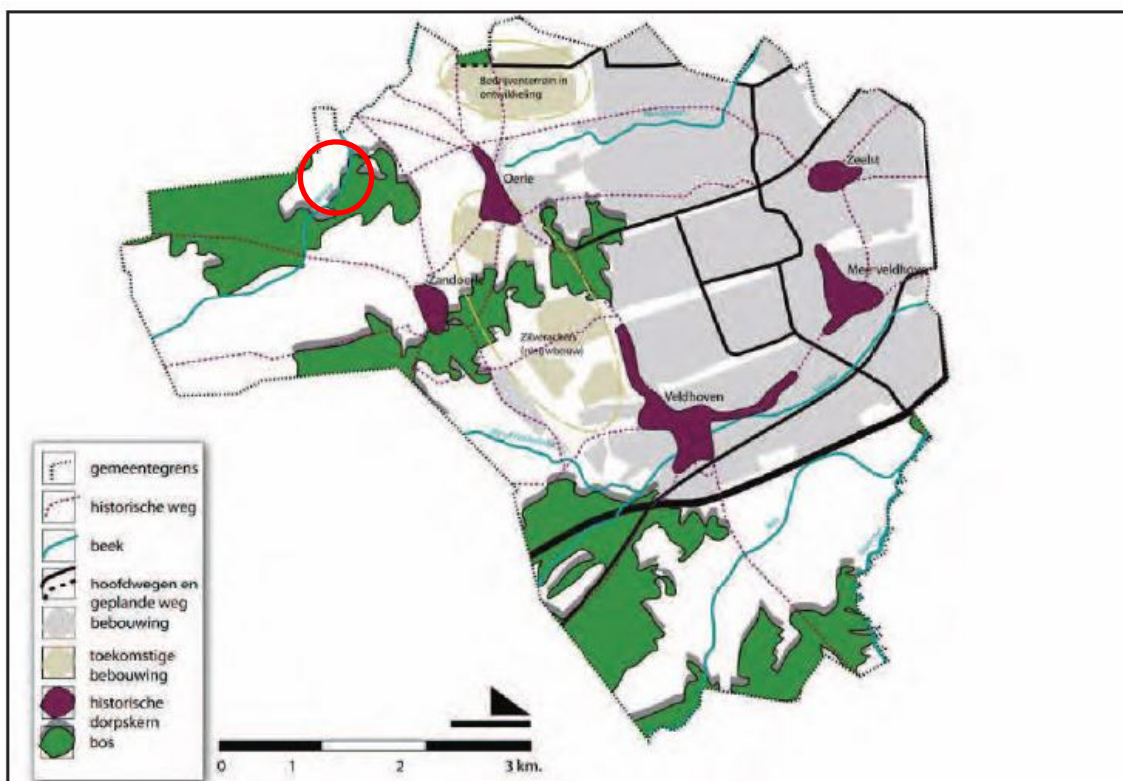 Bedrijventerrein in
ontwikkeling
Zeelst
Oerle
Meerveldhoven
Zandoerle
Zilverackers
(nieuwbouw)
Veldhoven
gemeentegrens
historische weg
beek
hoofdwegen en
geplande weg
bebouwing
toekomstige
bebouwing
historische
dorpskern
bos
0 1 2 3 km.